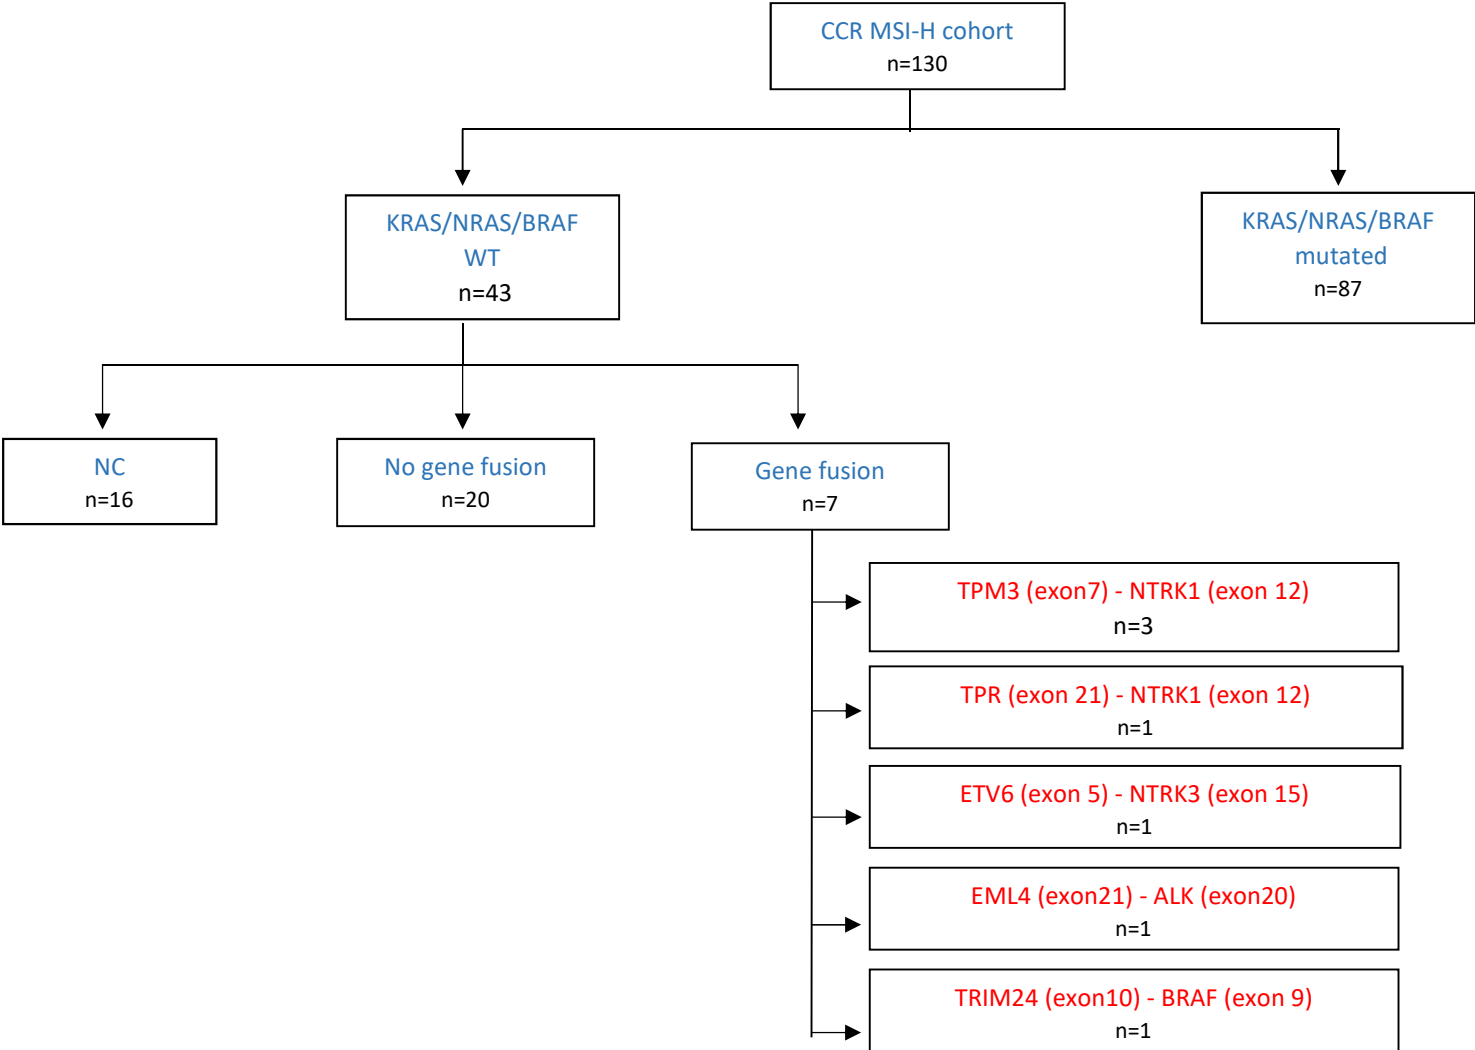 CCR MSI-H cohort
n=130
KRAS/NRAS/BRAF
WT
n=43
KRAS/NRAS/BRAF
mutated
n=87
NC
n=16
No gene fusion
n=20
Gene fusion
n=7
TPM3 (exon7) - NTRK1 (exon 12)
n=3
TPR (exon 21) - NTRK1 (exon 12)
n=1
ETV6 (exon 5) - NTRK3 (exon 15)
n=1
EML4 (exon21) - ALK (exon20)
n=1
TRIM24 (exon10) - BRAF (exon 9)
n=1